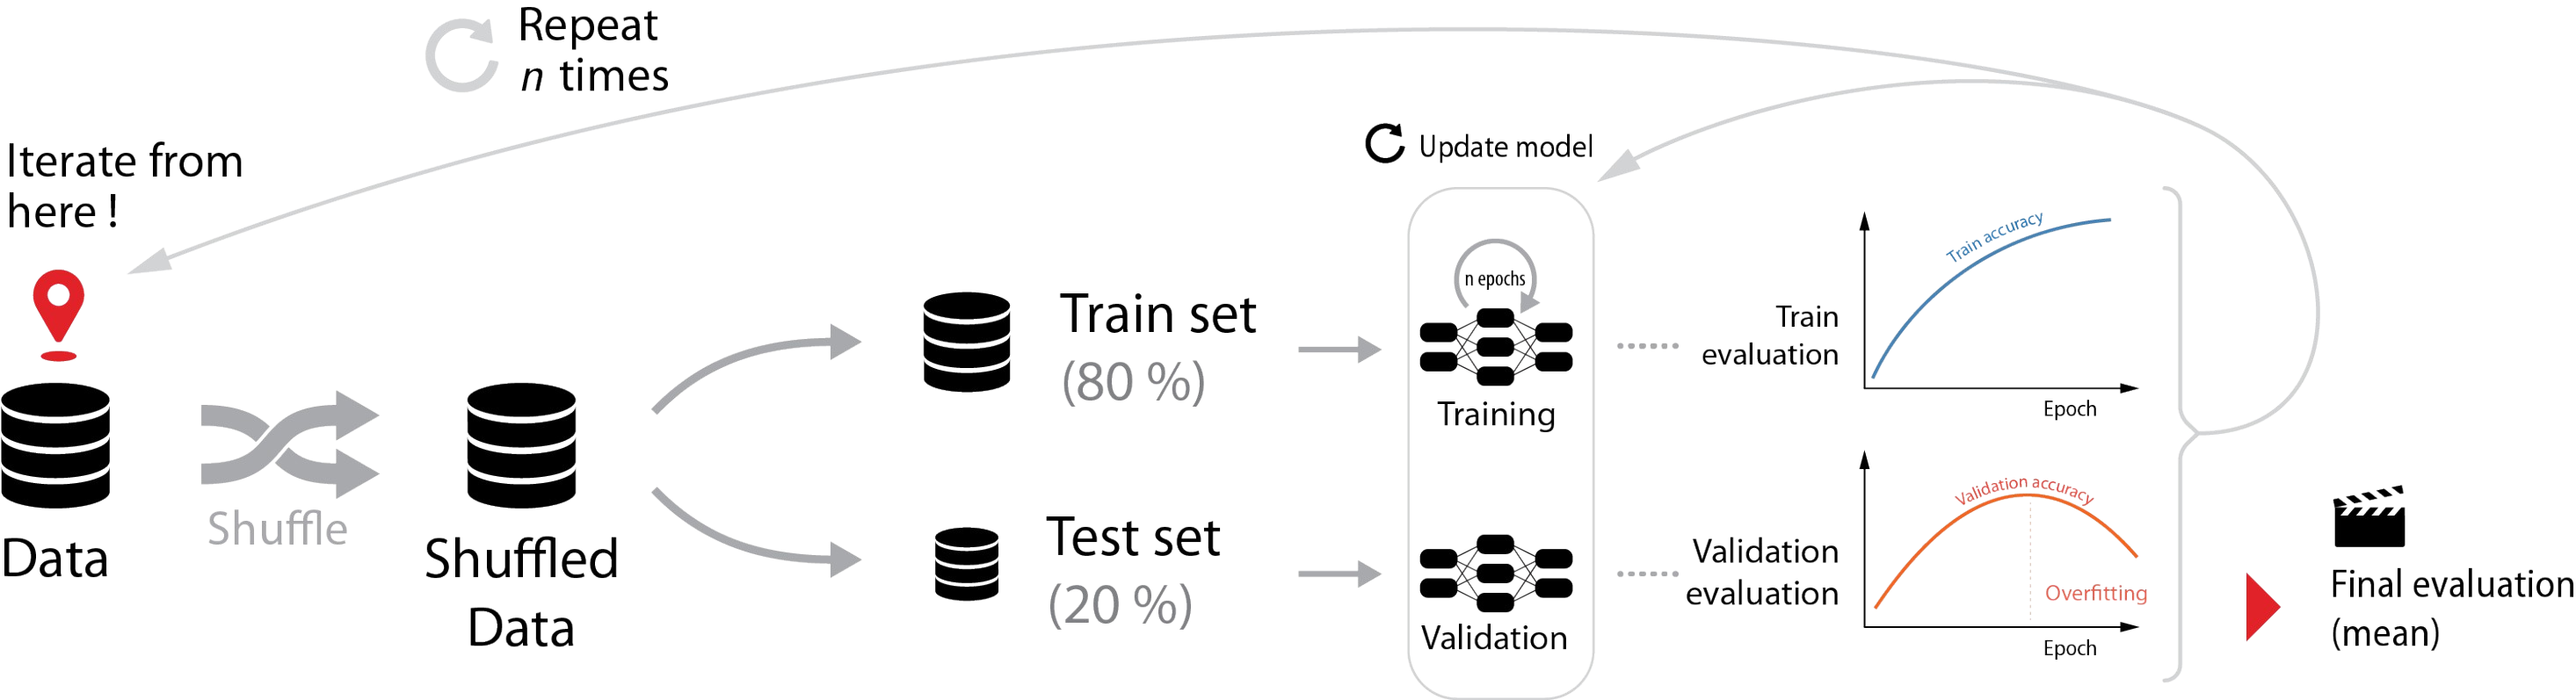 Repeat
n times
Iterate from
here !
Data
Shuffle
Shuffled
Data
Train set
(80 %)
Test set
(20 %)
Update model
n epochs
Training
Validation
Train
evaluation
Train accuracy
Epoch
Validation
evaluation
Validation accuracy
Overfitting
Epoch
Final evaluation
(mean)